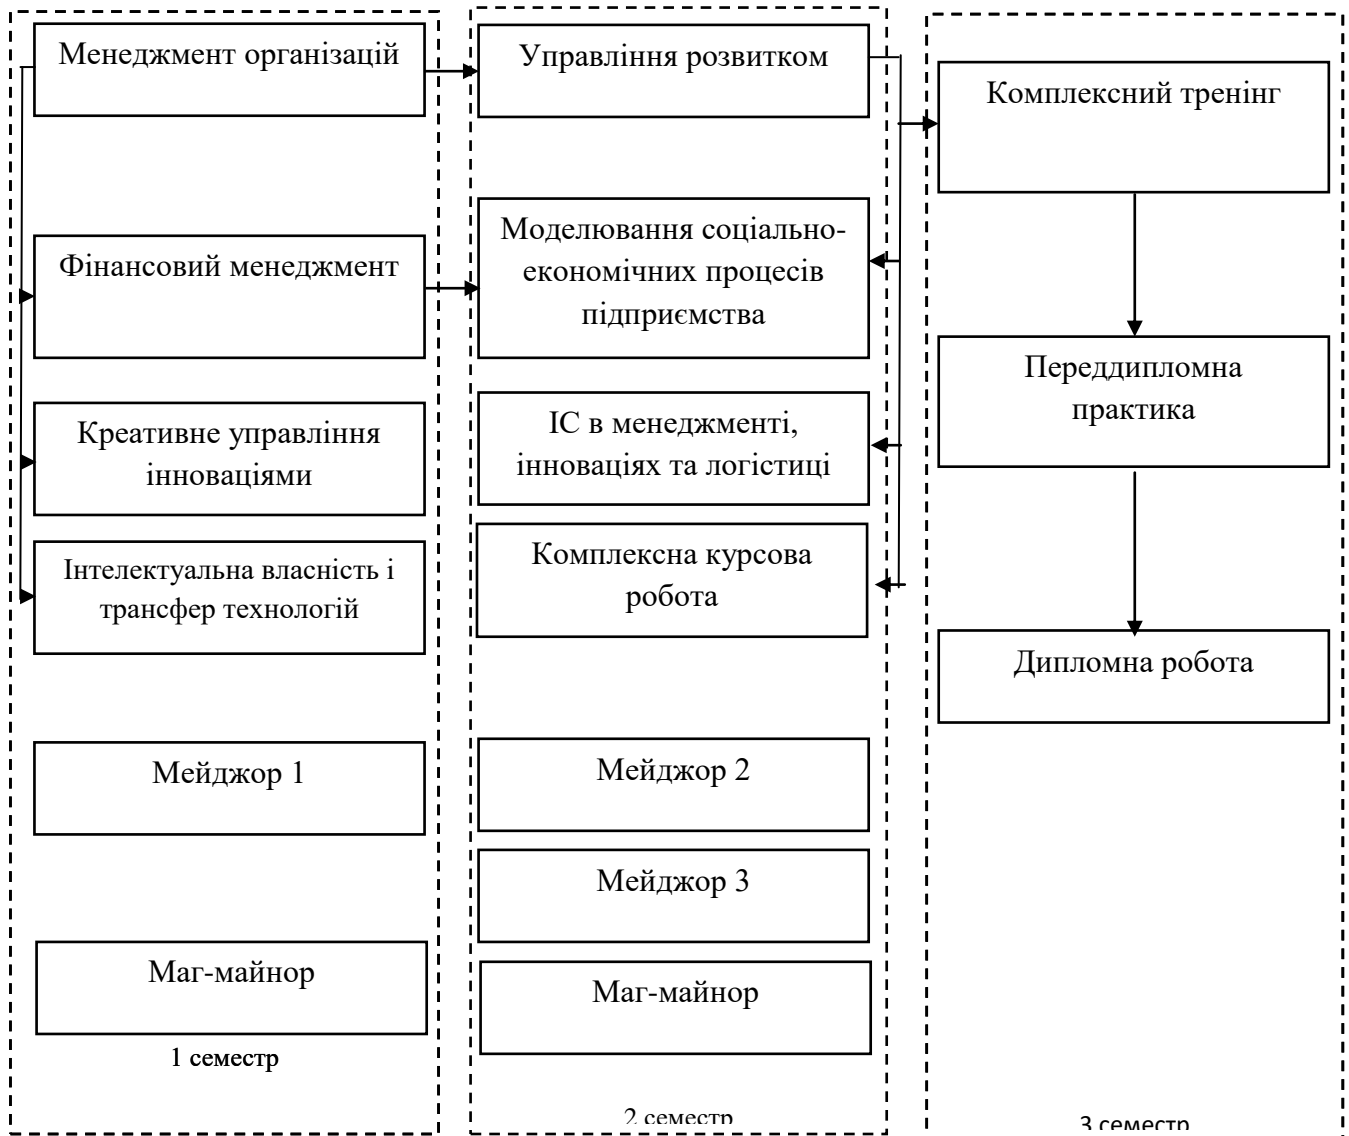 Менеджмент організацій
Фінансовий менеджмент
Креативне управління
інноваціями
Інтелектуальна власність і
трансфер технологій
Мейджор 1
Маг-майнор
1 семестр
Управління розвитком
Моделювання соціально-
економічних процесів
підприємства
ІС в менеджменті,
інноваціях та логістиці
Комплексна курсова
робота
Мейджор 2
Мейджор 3
Маг-майнор
2 семестр
Комплексний тренінг
Переддипломна
практика
Дипломна робота
3 семестр